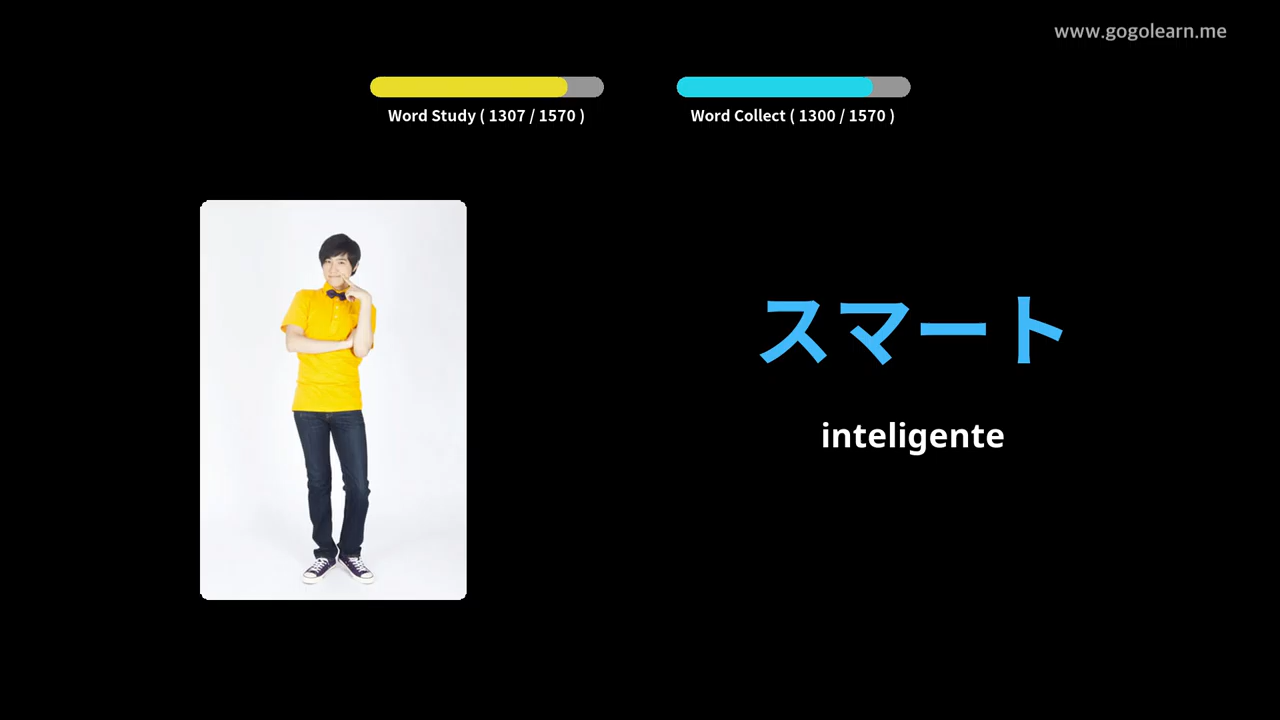 www.gogolearn.me
Word Study ( 1307 / 1570 )
Word Collect ( 1300 / 1570 )
スマート
inteligente